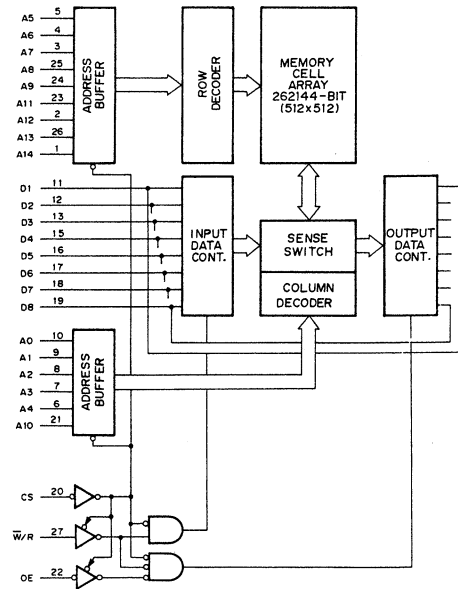 A5 5
A6 4
A7 3
A8 25
A9 24
A11 23
A12 2
A13 26
A14 1
ADDRESS
BUFFER
ROW
DECODER
MEMORY
CELL
ARRAY
262144-BIT
(512x512)
D1 11
D2 12
D3 13
D4 15
D5 16
D6 17
D7 18
D8 19
INPUT
DATA
CONT.
SENSE
SWITCH
COLUMN
DECODER
OUTPUT
DATA
CONT.
A0 10
A1 9
A2 8
A3 7
A4 6
A10 21
ADDRESS
BUFFER
CS 20
W/R 27
OE 22